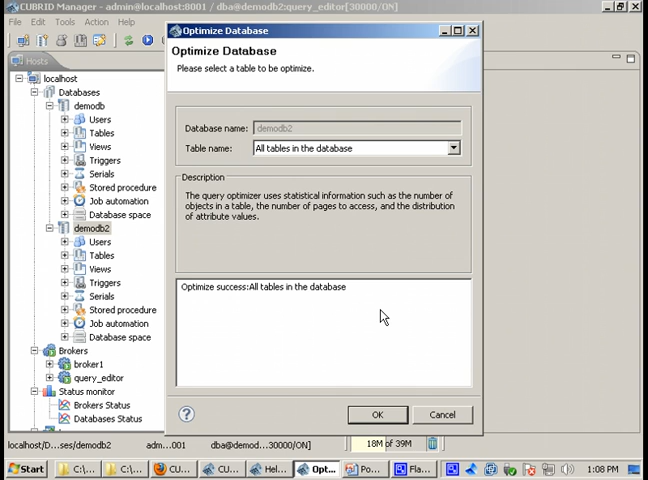 CUBRID Manager - admin@localhost:8001 / dba@demodb2:query_editor[30000/ON]
File Edit Tools Action Help
Hosts
localhost
Databases
demodb
Users
Tables
Views
Triggers
Serials
Stored procedure
Job automation
Database space
demodb2
Users
Tables
Views
Triggers
Serials
Stored procedure
Job automation
Database space
Brokers
broker1
query_editor
Status monitor
Brokers Status
Databases Status
Optimize Database
Optimize Database
Please select a table to be optimize.
Database name: demodb2
Table name: All tables in the database
Description
The query optimizer uses statistical information such as the number of
objects in a table, the number of pages to access, and the distribution
of attribute values.
Optimize success:All tables in the database
OK Cancel
localhost/D...ses/demodb2 adm...001 dba@demod...30000/ON] 18M of 39M
Start C:\... C:\... CU... CU... Hel... Opt... Po... Fla... 1:08 PM